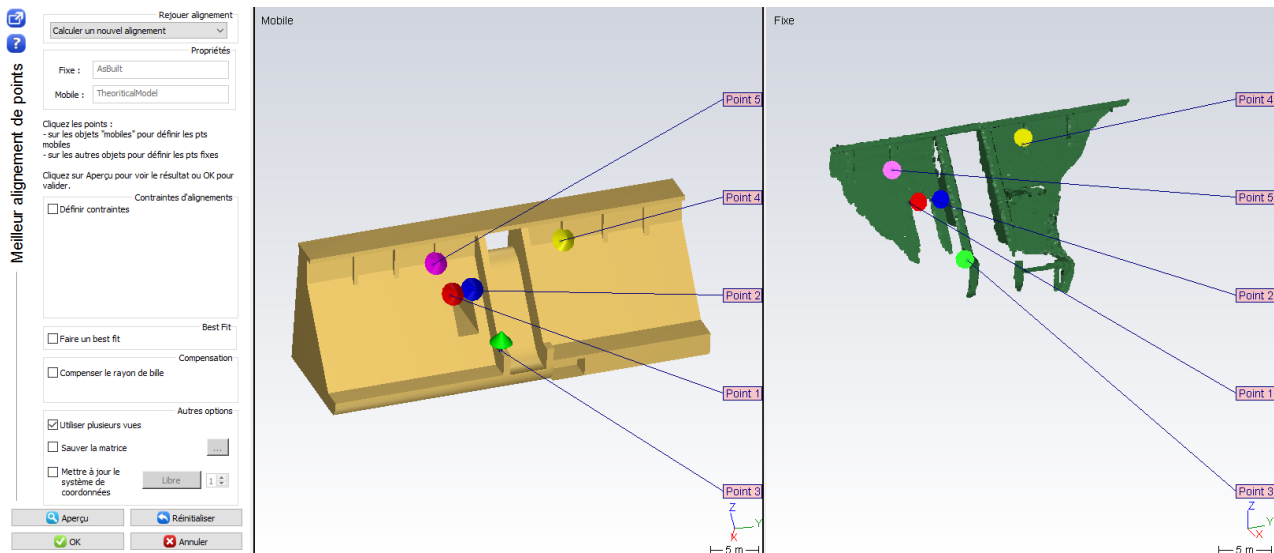 Meilleur alignement de points
Rejouer alignement
Calculer un nouvel alignement
Propriétés
Fixe :
AsBuilt
Mobile :
TheoriticalModel
Cliquez les points :
- sur les objets "mobiles" pour définir les pts
mobiles
- sur les autres objets pour définir les pts fixes
Cliquez sur Aperçu pour voir le résultat ou OK pour
valider.
Contraintes d'alignements
Définir contraintes
Best Fit
Faire un best fit
Compensation
Compenser le rayon de bille
Autres options
Utiliser plusieurs vues
Sauver la matrice
...
Mettre à jour le
système de
coordonnées
Libre
1
Aperçu
Réinitialiser
OK
Annuler
Mobile
Point 5
Point 4
Point 2
Point 1
Point 3
Z
Y
X
5 m
Fixe
Point 4
Point 5
Point 2
Point 1
Point 3
Z
Y
X
5 m